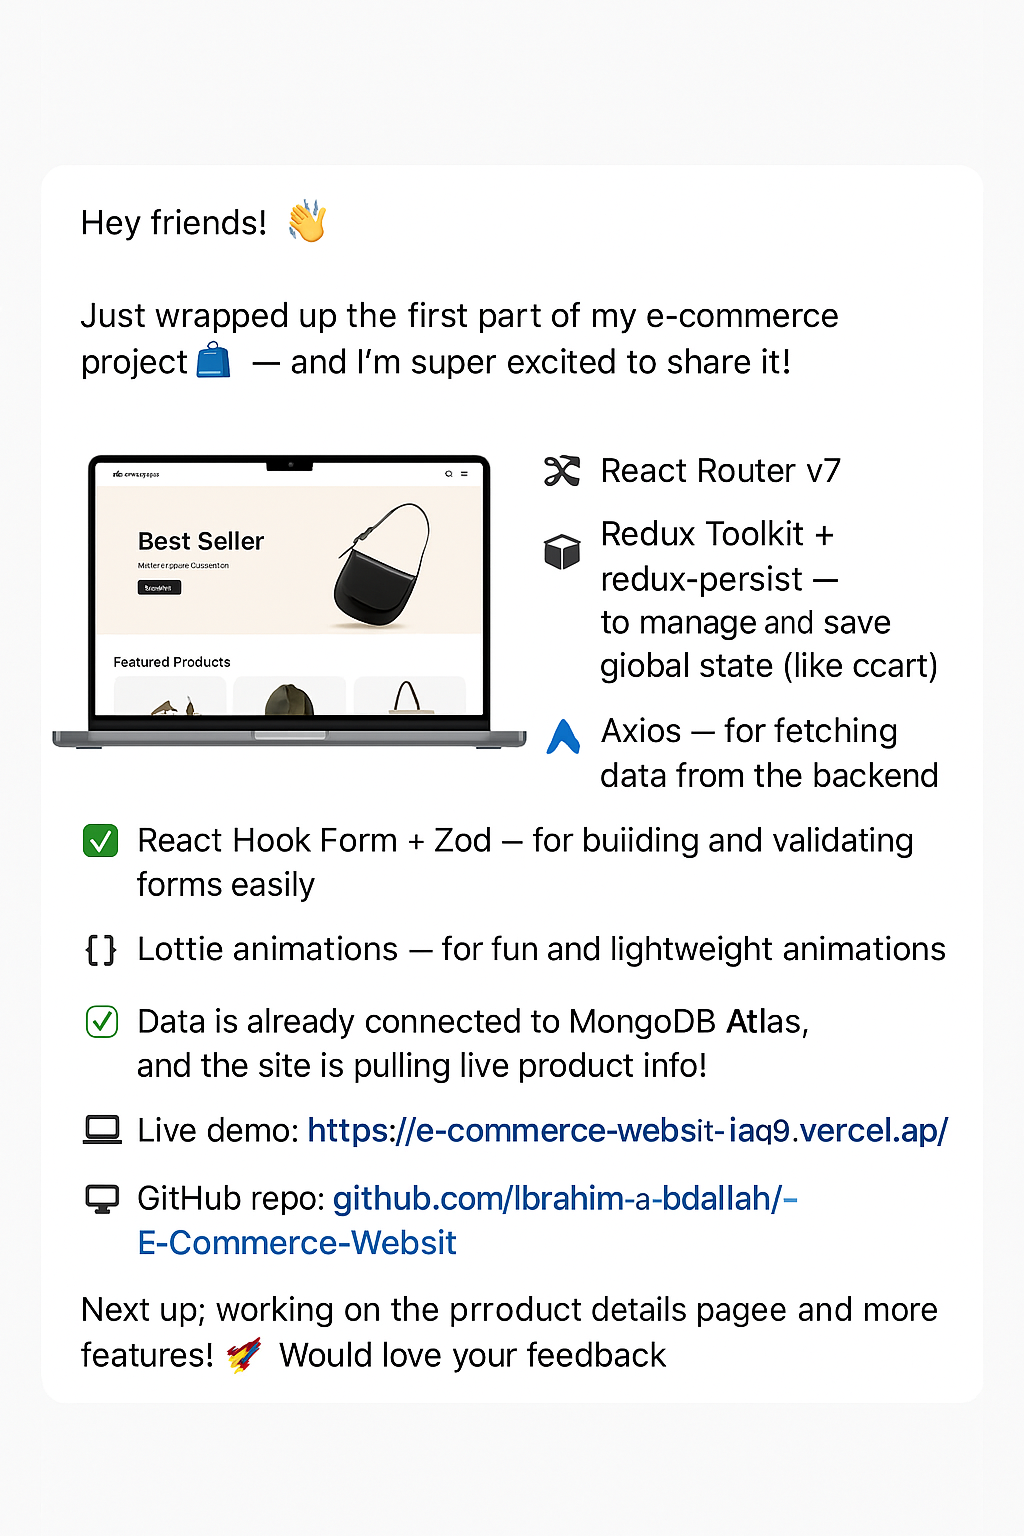 Hey friends! 👋
Just wrapped up the first part of my e-commerce
project — and I'm super excited to share it!
Best Seller
Featured Products
React Router v7
Redux Toolkit +
redux-persist —
to manage and save
giobal state (like ccart)
Axios — for fetching
data from the backend
React Hook Form + Zod — for buiiding and validating
forms easily
{} Lottie animations — for fun and lightweight animations
Data is already connected to MongoDB Atlas,
and the site is pulling live product info!
Live demo: https://e-commerce-websit-iaq9.vercel.ap/
GitHub repo: github.com/Ibrahim-a-bdallah/-
E-Commerce-Websit
Next up; working on the prroduct details pagee and more
features! 🚀 Would love your feedback